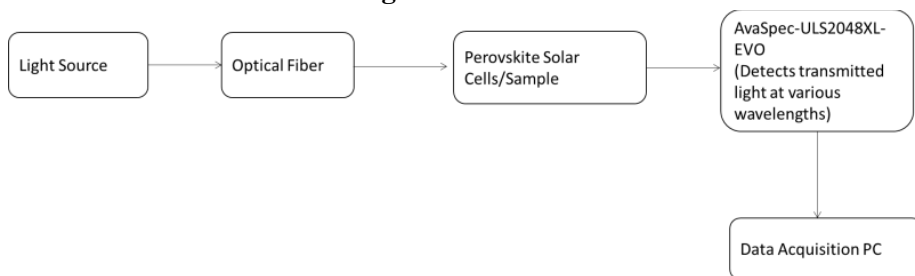 Light Source
Optical Fiber
Perovskite Solar
Cells/Sample
AvaSpec-ULS2048XL-
EVO
(Detects transmitted
light at various
wavelengths)
Data Acquisition PC